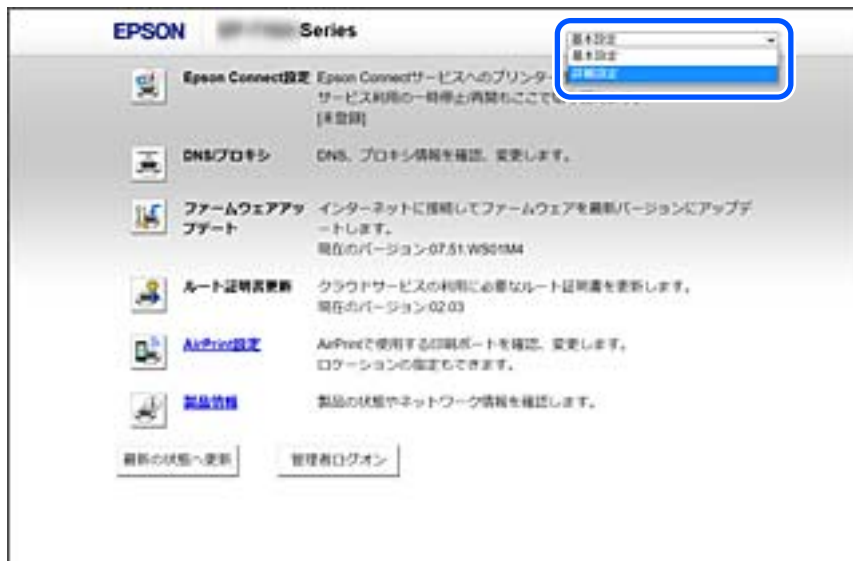 EPSON Series
基本設定
基本設定
詳細設定
Epson Connect設定 Epson Connectサービスへのプリンター
サービス利用の一時停止/再開もここで
[未登録]
DNS/プロキシ DNS、プロキシ情報を確認、変更します。
ファームウェアアッ インターネットに接続してファームウェアを最新バージョンにアップデ
プデート ートします。
現在のバージョン:07.51.WS01M4
ルート証明書更新 クラウドサービスの利用に必要なルート証明書を更新します。
現在のバージョン:02.03
AirPrint設定 AirPrintで使用する印刷ポートを確認、変更します。
ロケーションの指定もできます。
製品情報 製品の状態やネットワーク情報を確認します。
最新の状態へ更新 管理者ログオン